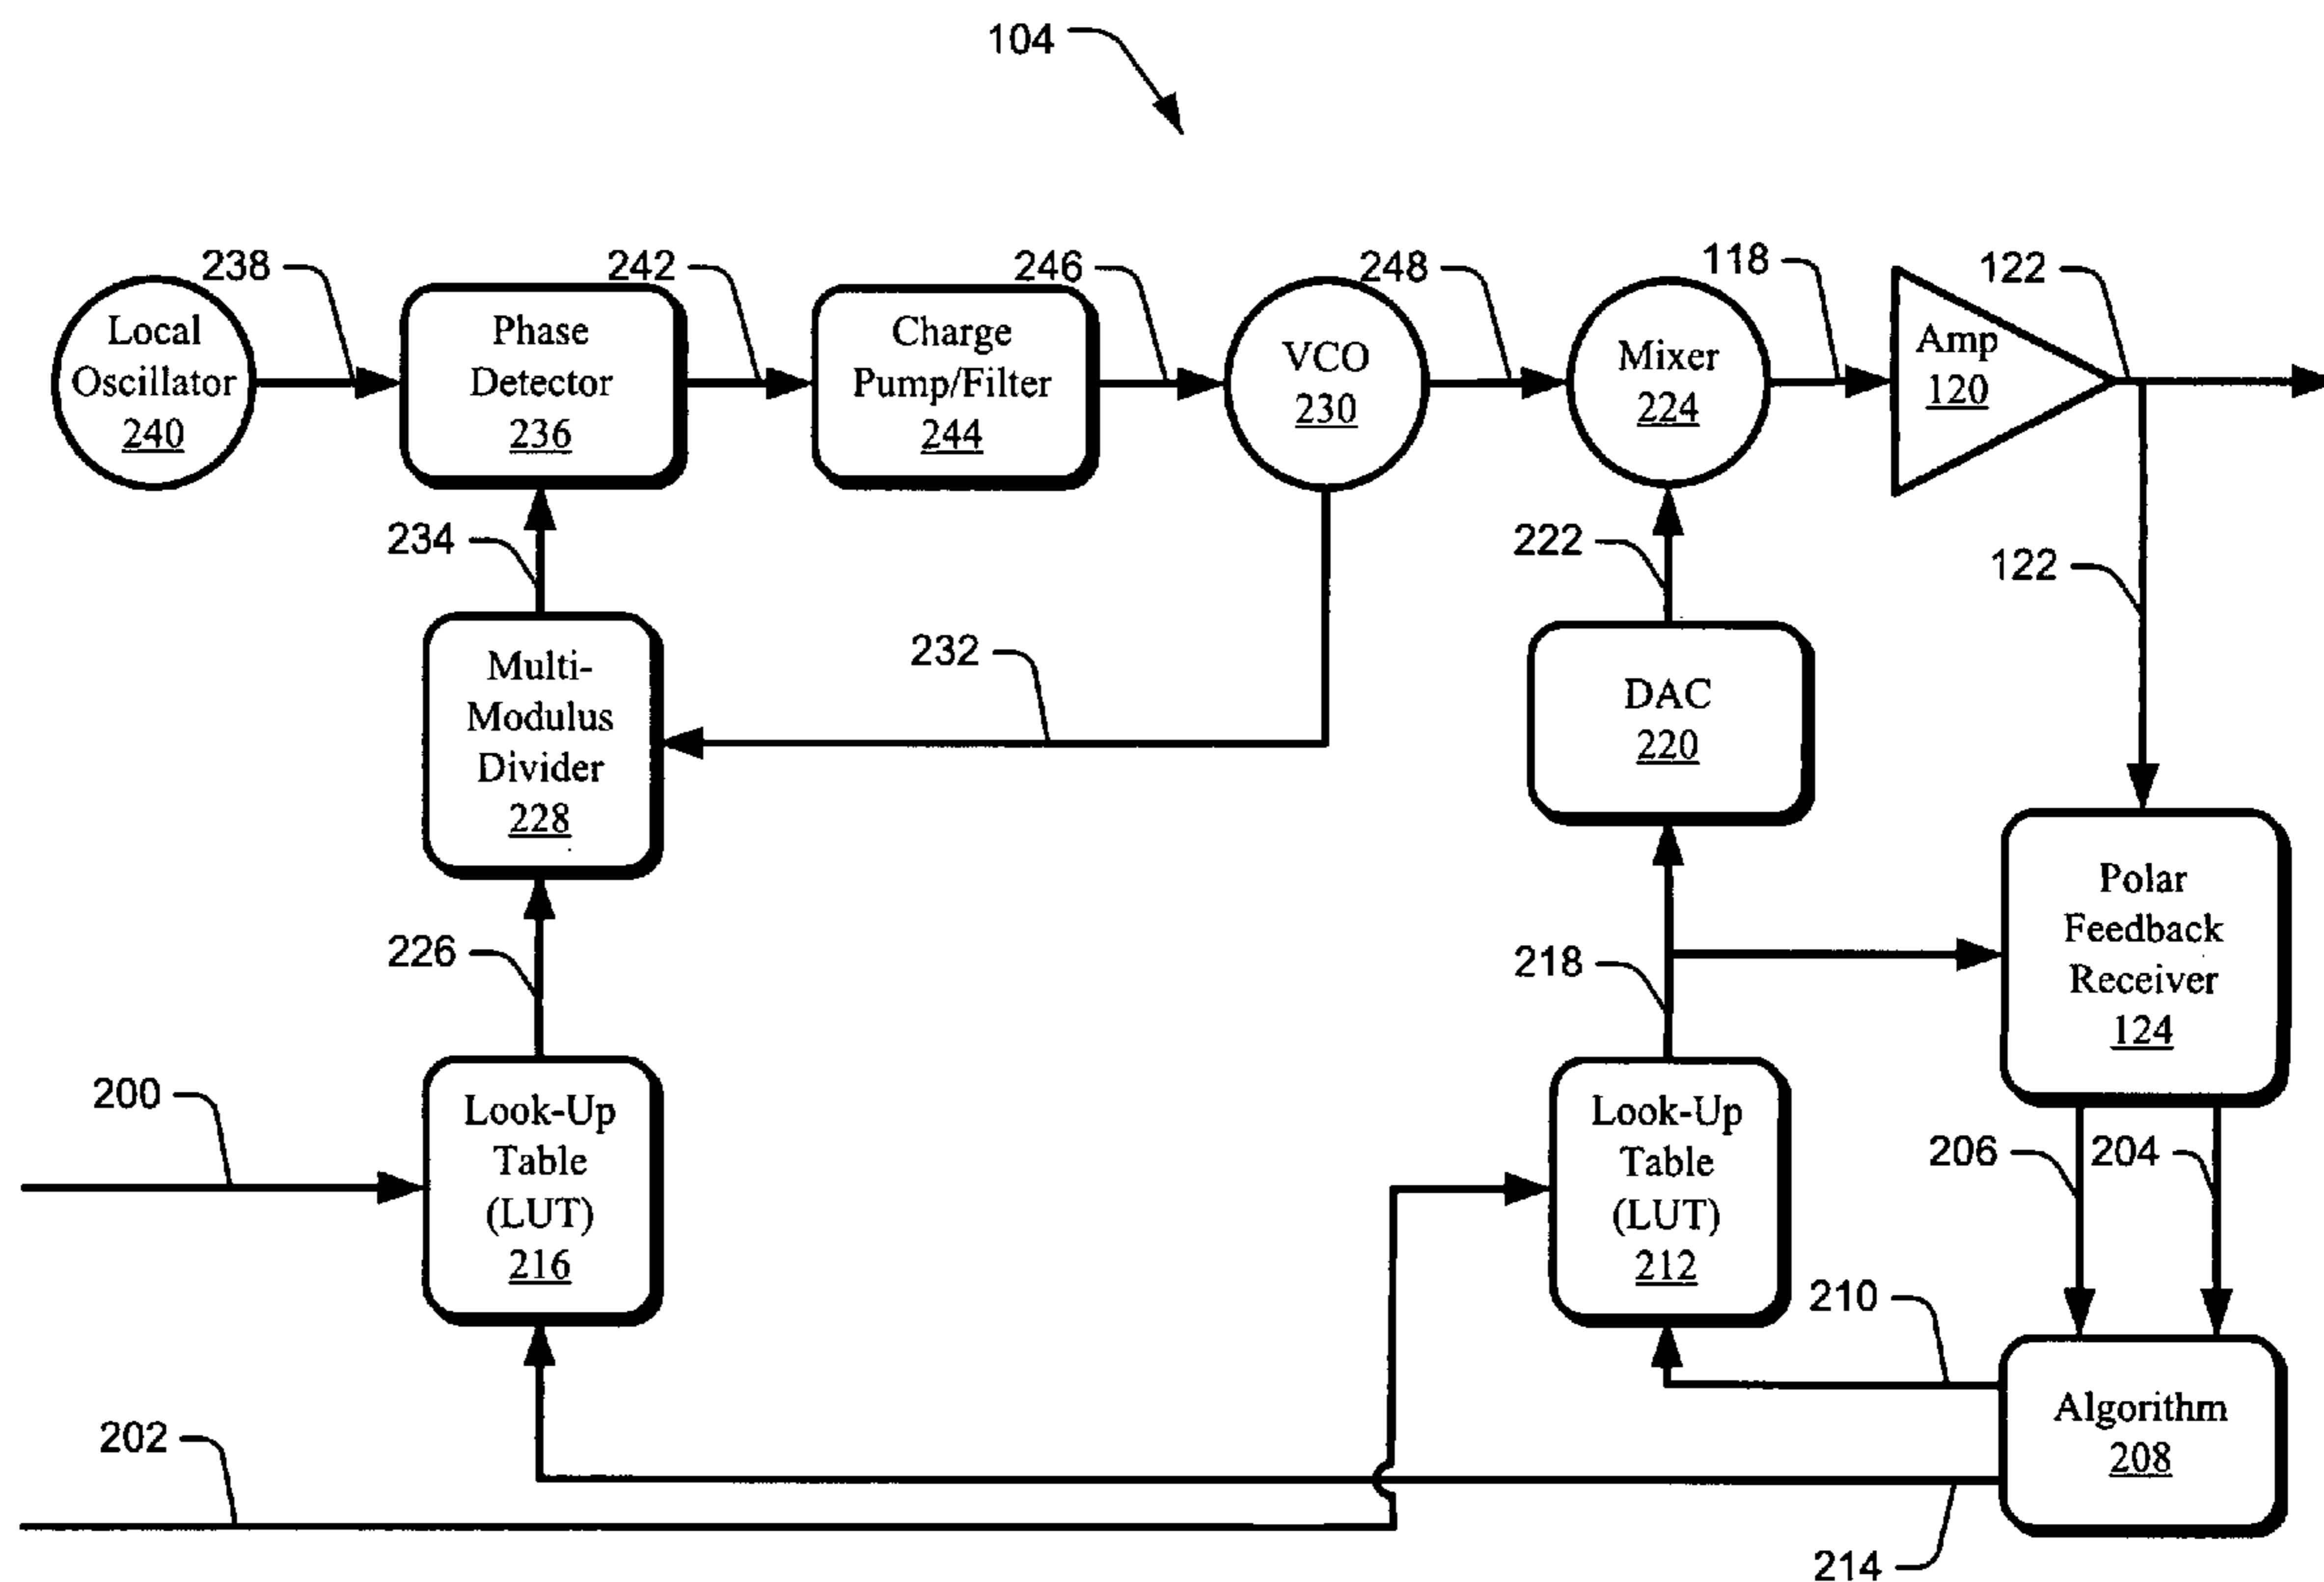 104
238
242
246
248
118
122
Local
Oscillator
240
Phase
Detector
236
Charge
Pump/Filter
244
VCO
230
Mixer
224
Amp
120
234
222
122
232
Multi-
Modulus
Divider
228
DAC
220
Polar
Feedback
Receiver
124
226
218
200
Look-Up
Table
(LUT)
216
Look-Up
Table
(LUT)
212
206
204
210
202
Algorithm
208
214